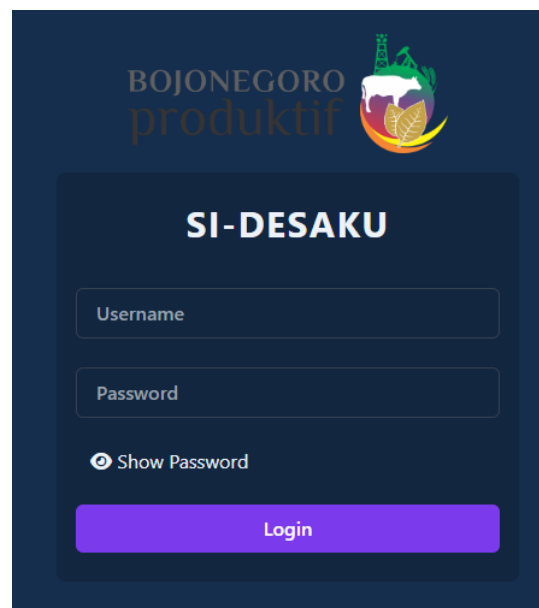 BOJONEGORO
produktif
SI-DESAKU
Username
Password
Show Password
Login